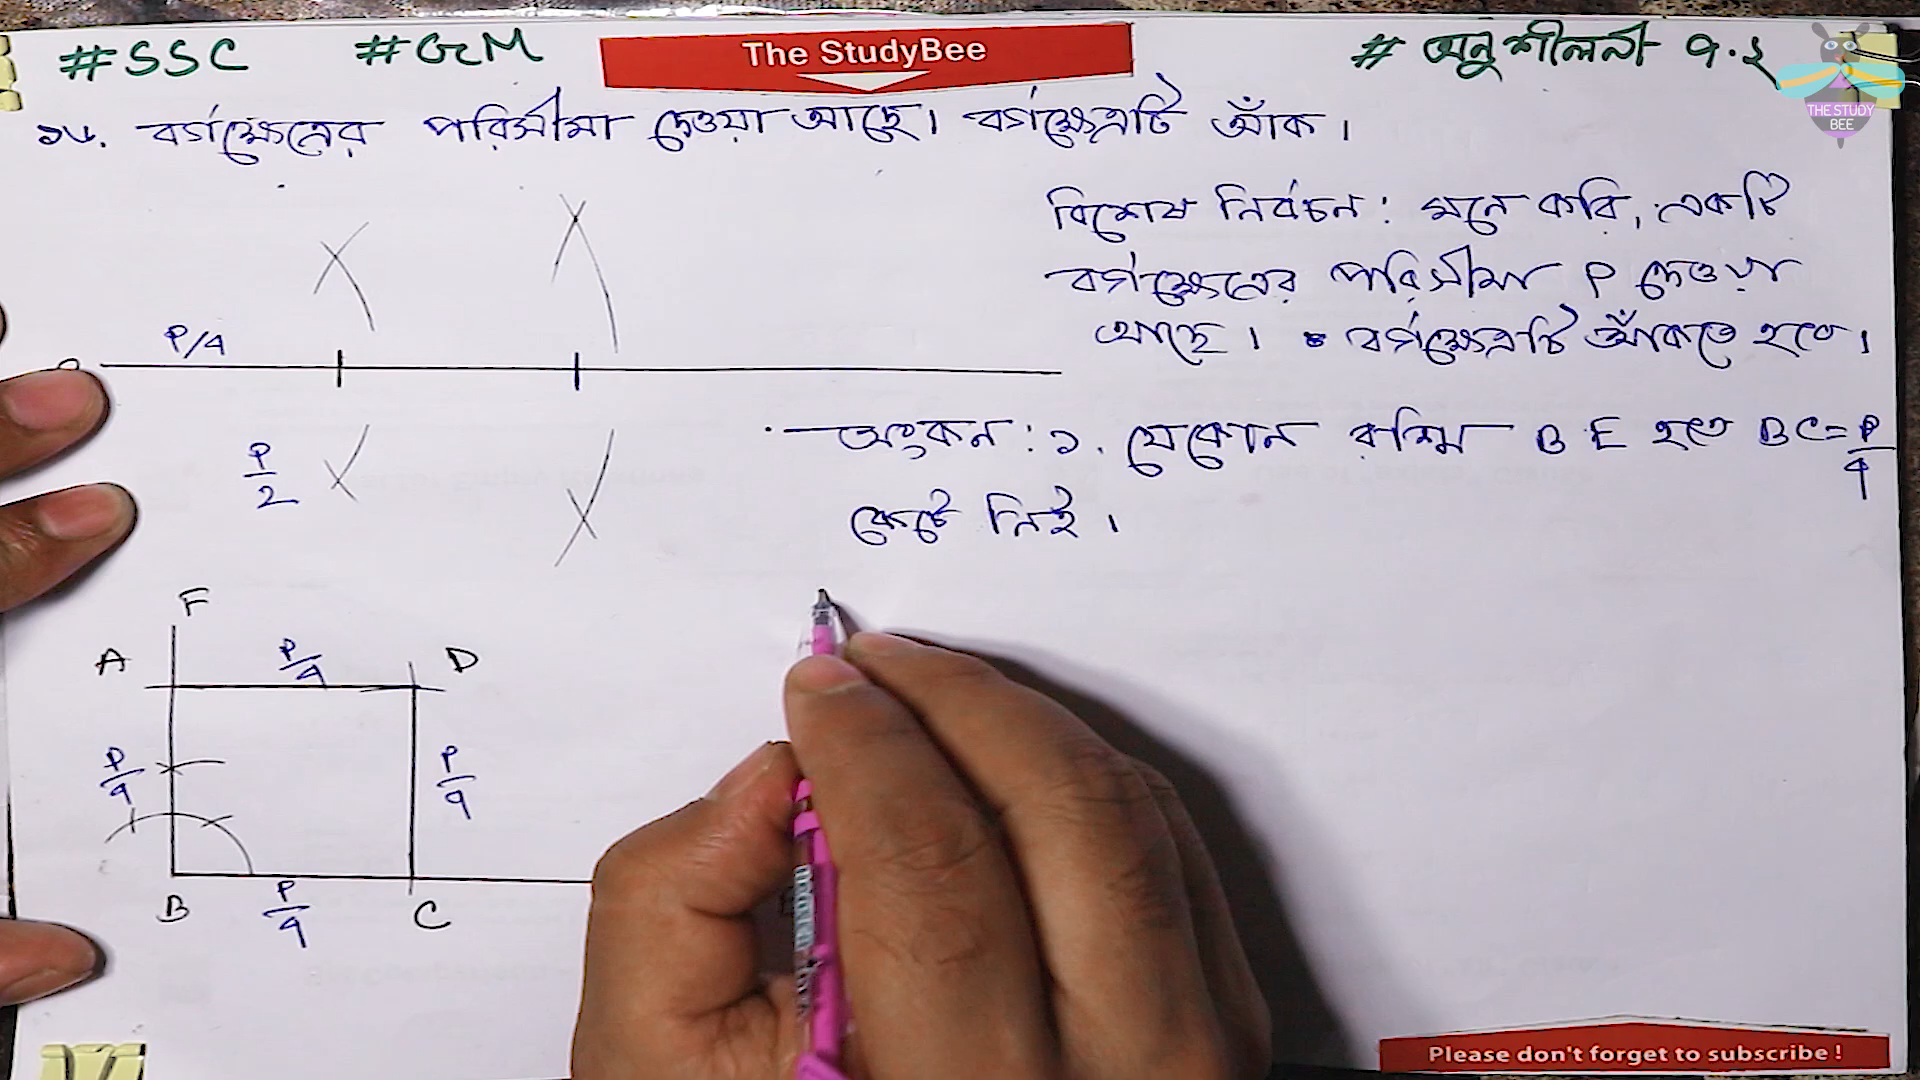 #SSC #GM The StudyBee # অনুশীলনী ৭.২
THE STUDY BEE
১৮. বর্গক্ষেত্রের পরিসীমা দেওয়া আছে। বর্গক্ষেত্রটি আঁক।
বিশেষ নির্বচন: মনে করি, একটি
বর্গক্ষেত্রের পরিসীমা P দেওয়া
আছে। বর্গক্ষেত্রটি আঁকতে হবে।
P/4
P/2
অংকন: ১. যেকোন রশ্মি BE হতে BC=P/4
কেটে নিই।
F
A P/4 D
P/4 P/4
B P/4 C
Please don't forget to subscribe !